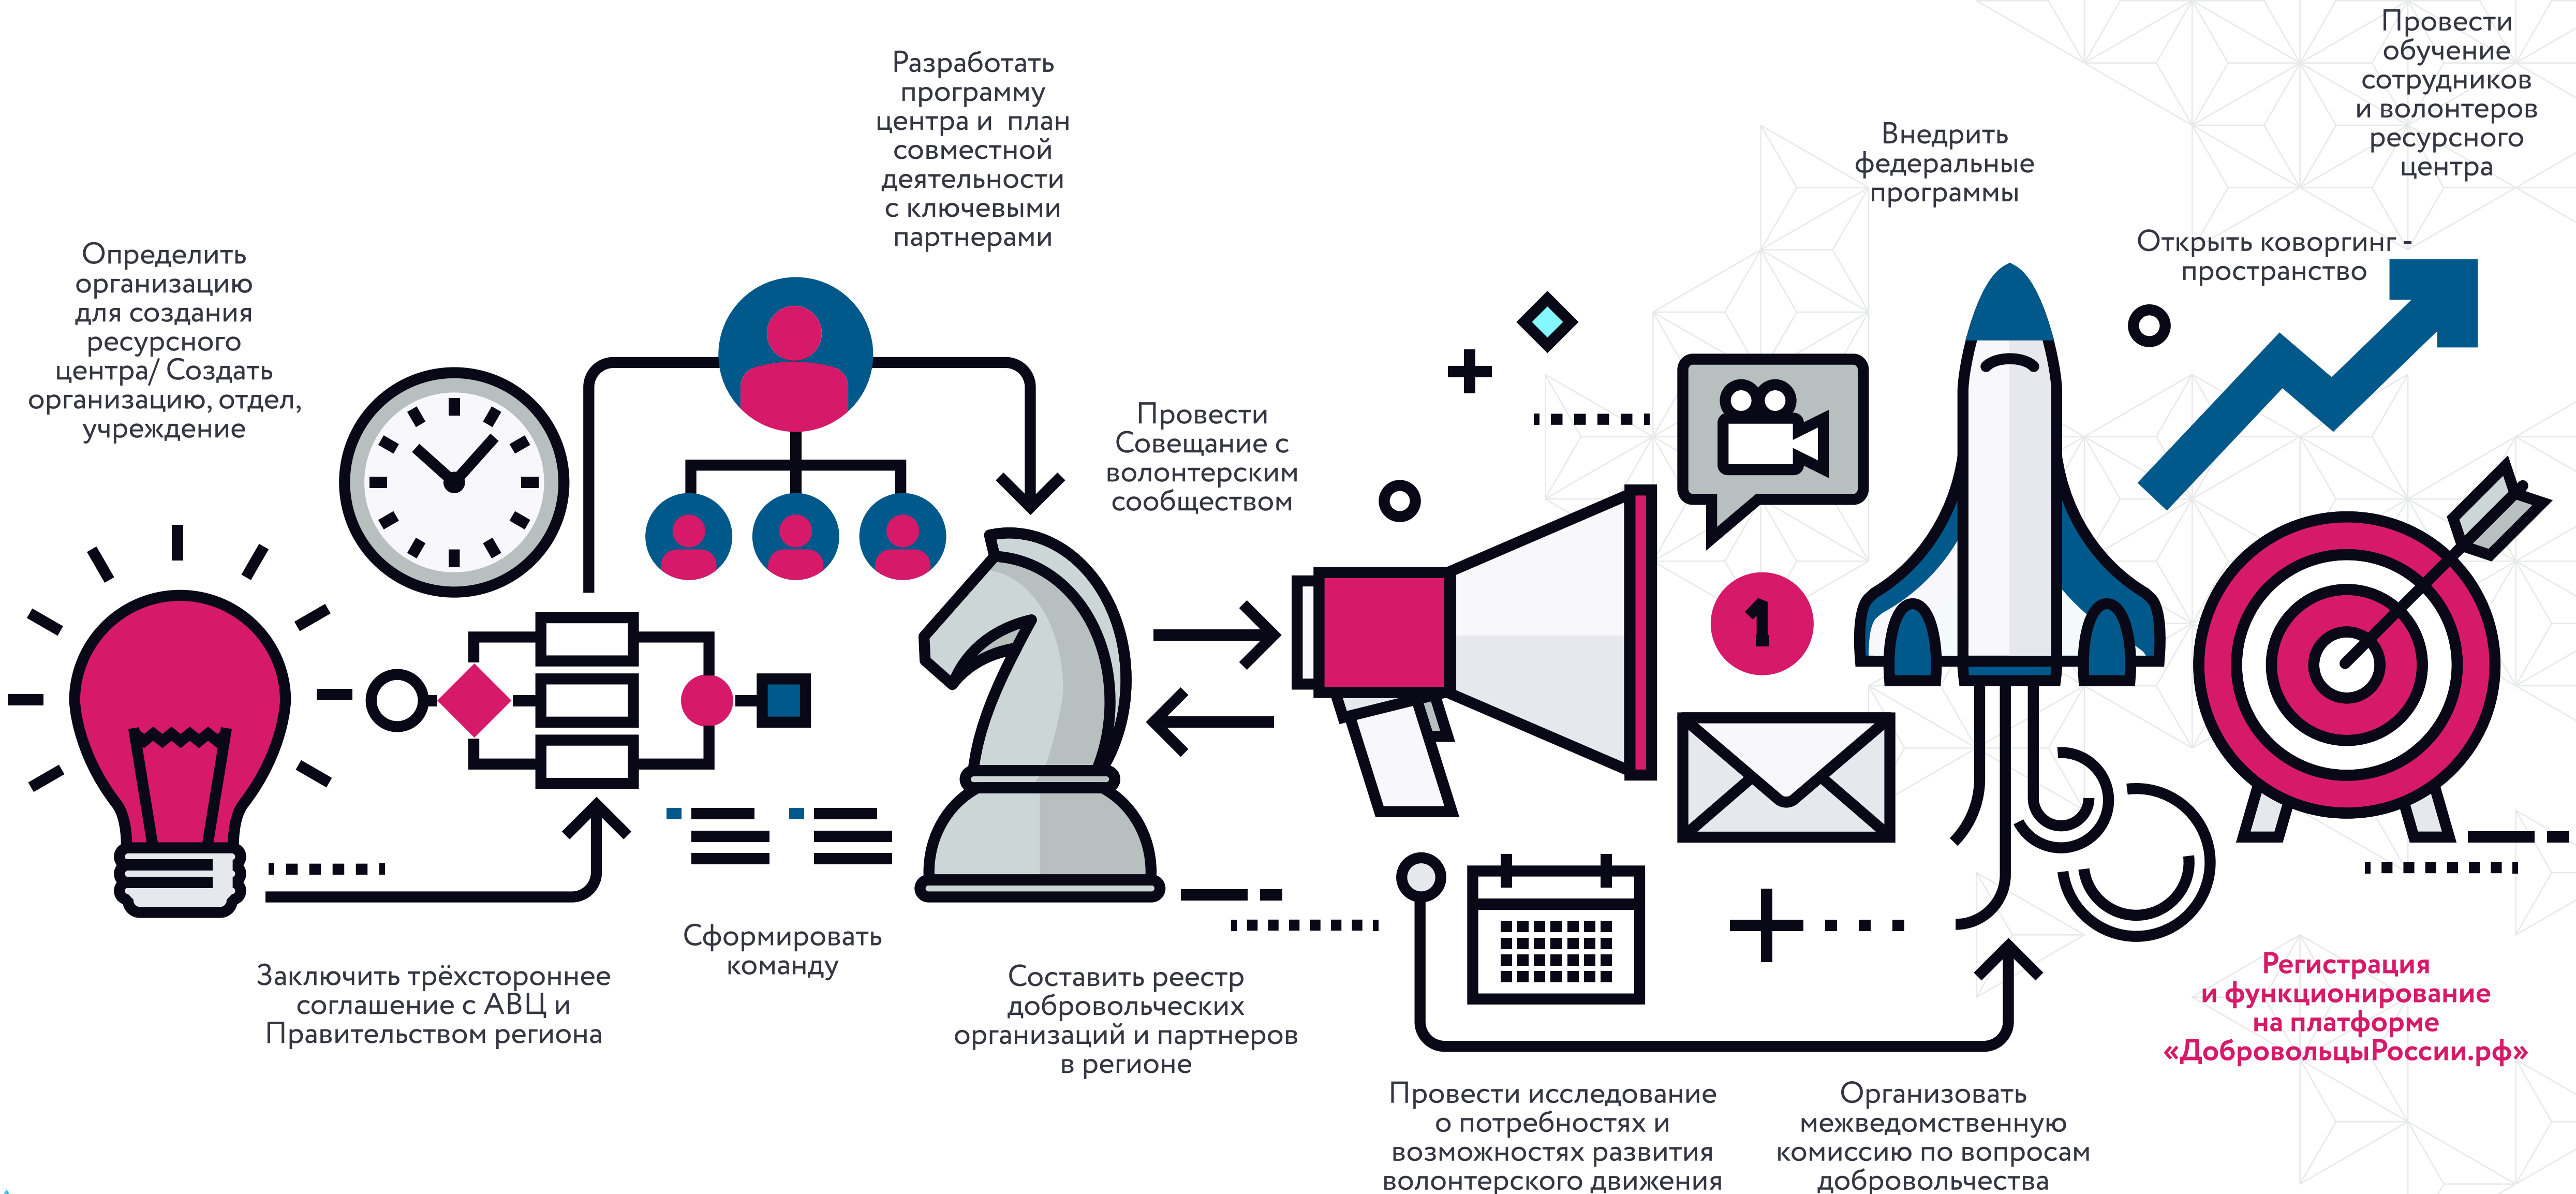 Определить
организацию
для создания
ресурсного
центра/ Создать
организацию, отдел,
учреждение
Заключить трёхстороннее
соглашение с АВЦ и
Правительством региона
Сформировать
команду
Разработать
программу
центра и план
совместной
деятельности
с ключевыми
партнерами
Составить реестр
добровольческих
организаций и партнеров
в регионе
Провести
Совещание с
волонтерским
сообществом
Провести исследование
о потребностях и
возможностях развития
волонтерского движения
1
Организовать
межведомственную
комиссию по вопросам
добровольчества
Внедрить
федеральные
программы
Открыть коворгинг -
пространство
Провести
обучение
сотрудников
и волонтеров
ресурсного
центра
Регистрация
и функционирование
на платформе
«ДобровольцыРоссии.рф»